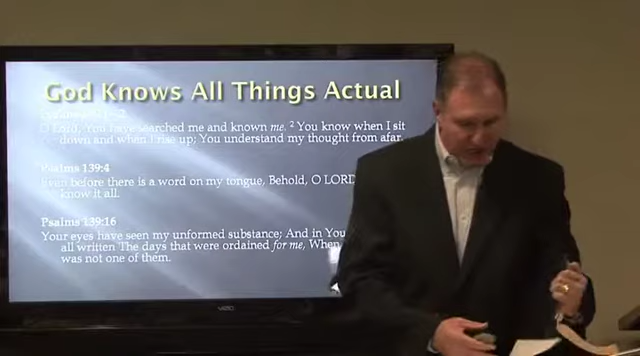 God Knows All Things Actual
O Lord, You have searched me and known me. 2 You know when I sit
down and when I rise up; You understand my thought from afar.
Psalms 139:4
Even before there is a word on my tongue, Behold, O LORD
know it all.
Psalms 139:16
Your eyes have seen my unformed substance; And in You
all written The days that were ordained for me, When
was not one of them.
VIZIO